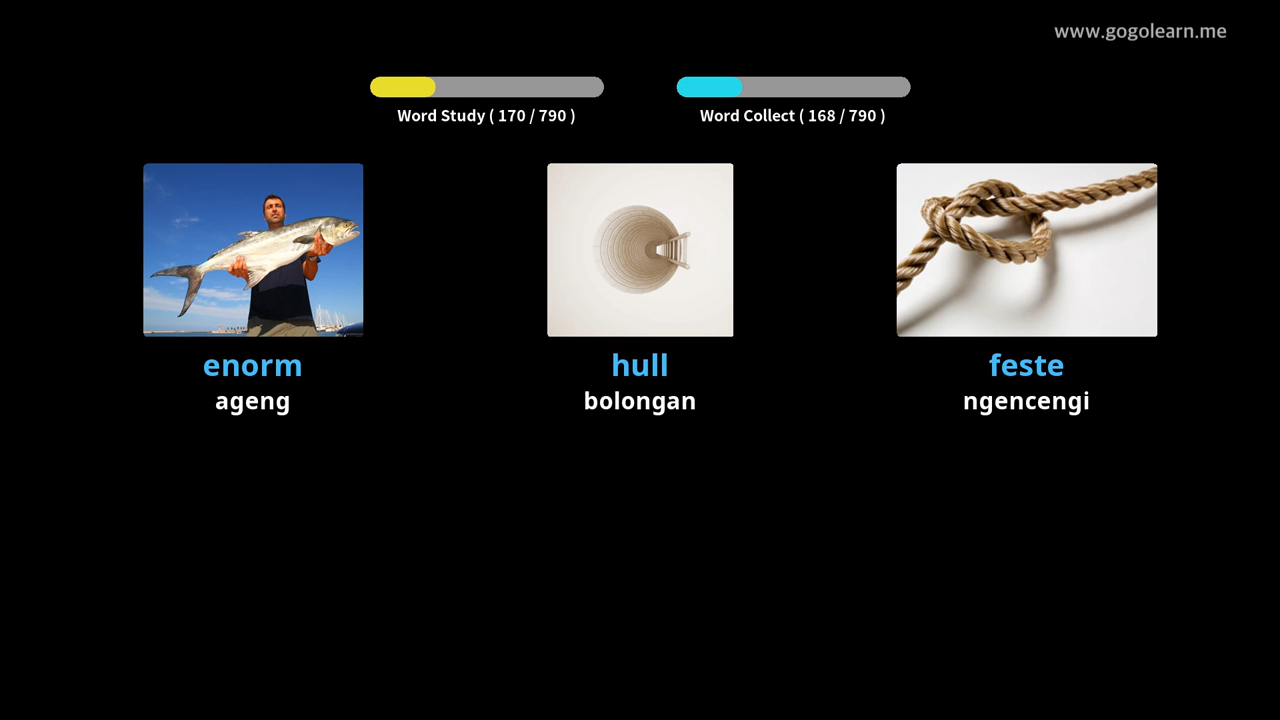 www.gogolearn.me
Word Study ( 170 / 790 )
Word Collect ( 168 / 790 )
enorm
ageng
hull
bolongan
feste
ngencengi